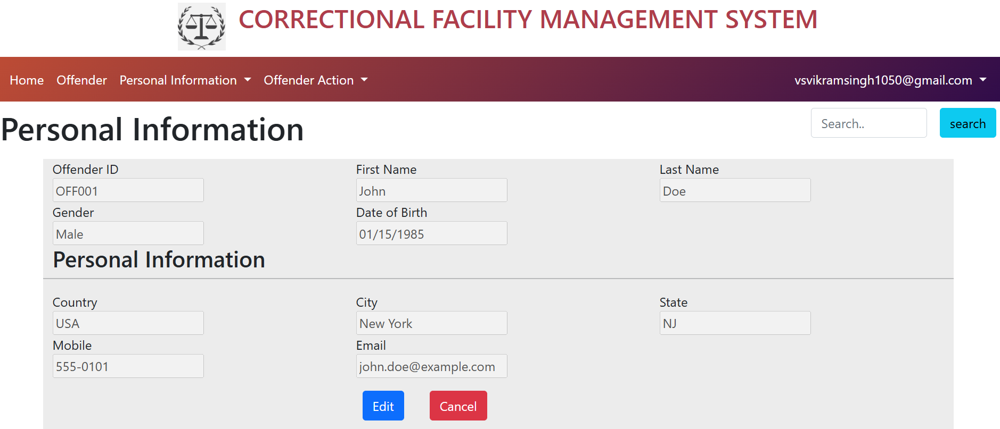 CORRECTIONAL FACILITY MANAGEMENT SYSTEM
Home Offender Personal Information Offender Action vsvikramsingh1050@gmail.com
Personal Information Search.. search
Offender ID First Name Last Name
OFF001 John Doe
Gender Date of Birth
Male 01/15/1985
Personal Information
Country City State
USA New York NJ
Mobile Email
555-0101 john.doe@example.com
Edit Cancel